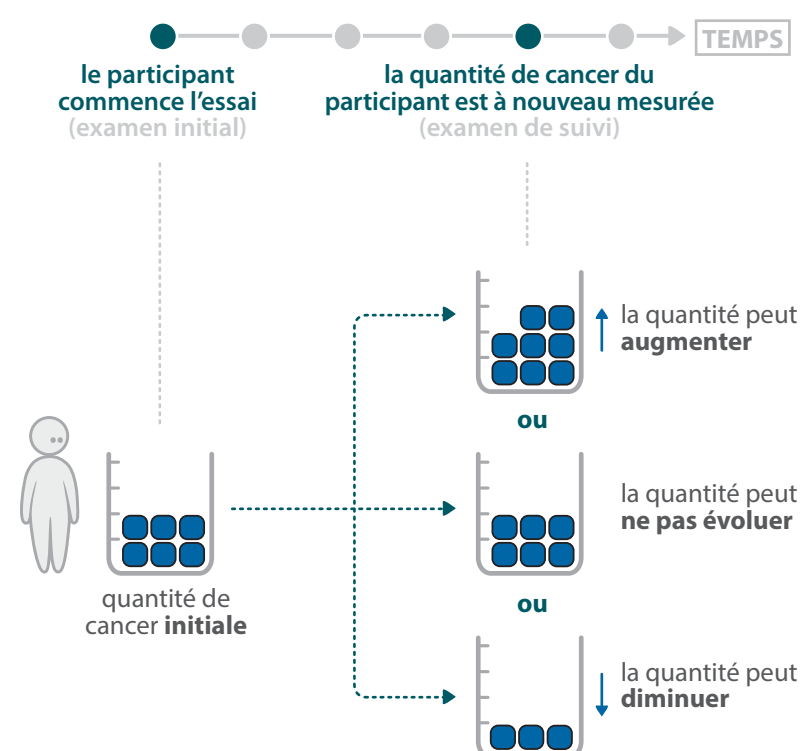 TEMPS
le participant
commence l'essai
(examen initial)
la quantité de cancer du
participant est à nouveau mesurée
(examen de suivi)
la quantité peut
augmenter
ou
la quantité peut
ne pas évoluer
quantité de
cancer initiale
ou
la quantité peut
diminuer